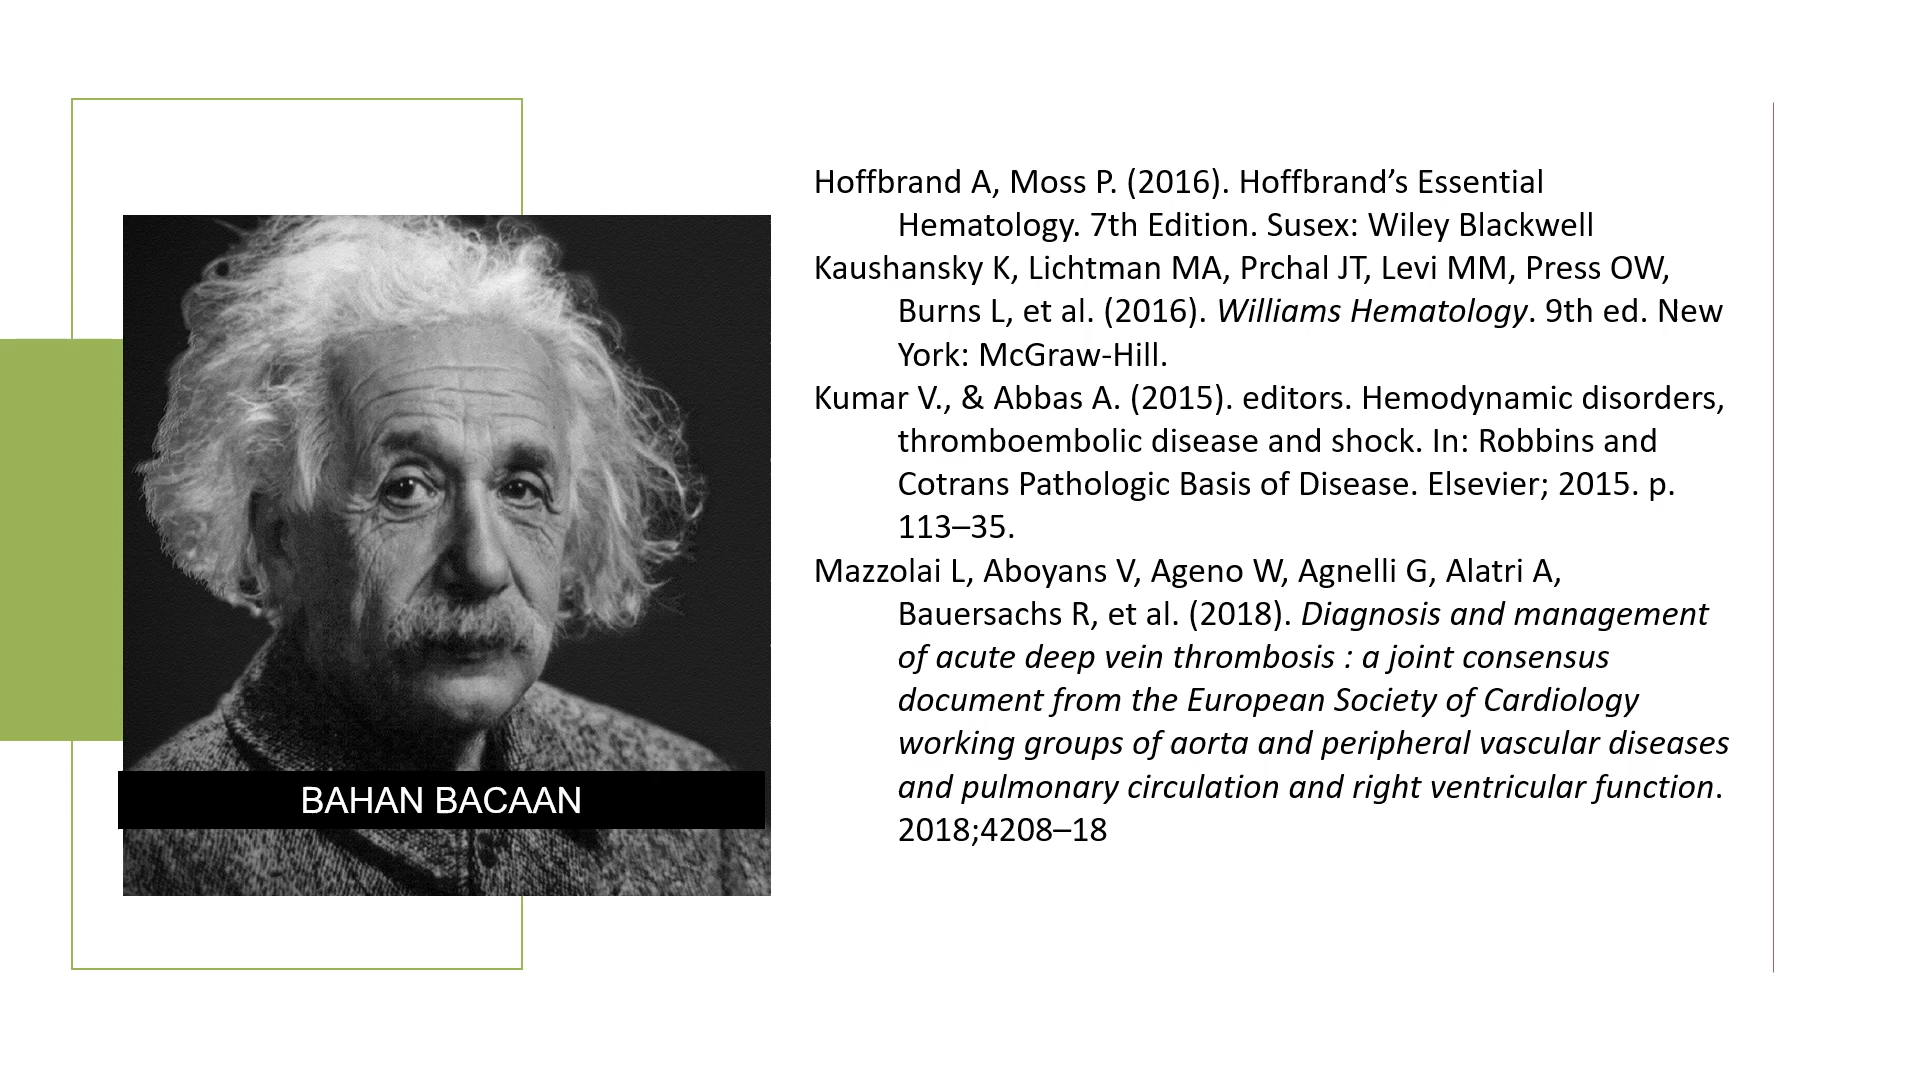 BAHAN BACAAN
Hoffbrand A, Moss P. (2016). Hoffbrand’s Essential
Hematology. 7th Edition. Susex: Wiley Blackwell
Kaushansky K, Lichtman MA, Prchal JT, Levi MM, Press OW,
Burns L, et al. (2016). Williams Hematology. 9th ed. New
York: McGraw-Hill.
Kumar V., & Abbas A. (2015). editors. Hemodynamic disorders,
thromboembolic disease and shock. In: Robbins and
Cotrans Pathologic Basis of Disease. Elsevier; 2015. p.
113–35.
Mazzolai L, Aboyans V, Ageno W, Agnelli G, Alatri A,
Bauersachs R, et al. (2018). Diagnosis and management
of acute deep vein thrombosis : a joint consensus
document from the European Society of Cardiology
working groups of aorta and peripheral vascular diseases
and pulmonary circulation and right ventricular function.
2018;4208–18